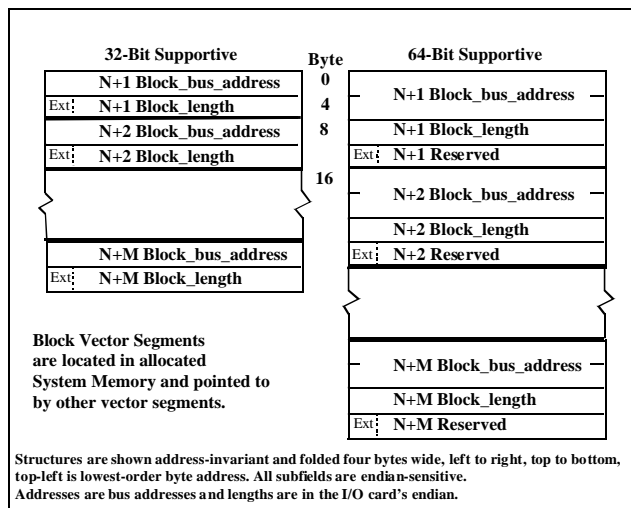 32-Bit Supportive
Byte
64-Bit Supportive
N+1 Block_bus_address
Ext
N+1 Block_length
N+2 Block_bus_address
Ext
N+2 Block_length
N+M Block_bus_address
Ext
N+M Block_length
0
4
8
16
N+1 Block_bus_address
N+1 Block_length
Ext
N+1 Reserved
N+2 Block_bus_address
N+2 Block_length
Ext
N+2 Reserved
N+M Block_bus_address
N+M Block_length
Ext
N+M Reserved
Block Vector Segments
are located in allocated
System Memory and pointed to
by other vector segments.
Structures are shown address-invariant and folded four bytes wide, left to right, top to bottom,
top-left is lowest-order byte address. All subfields are endian-sensitive.
Addresses are bus addresses and lengths are in the I/O card's endian.